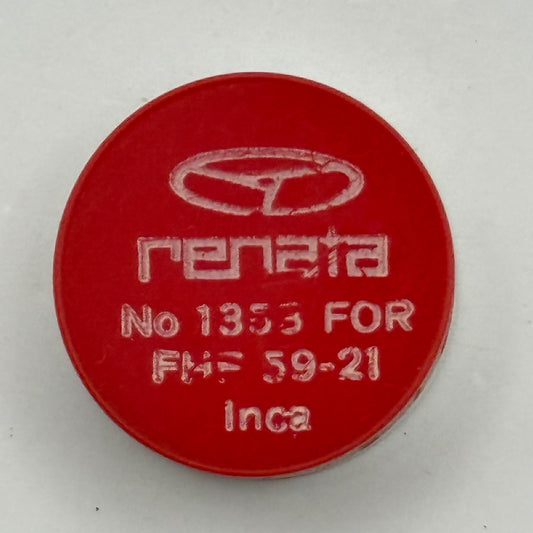 renata
No 1353 FOR
FHF 59-21
Inca